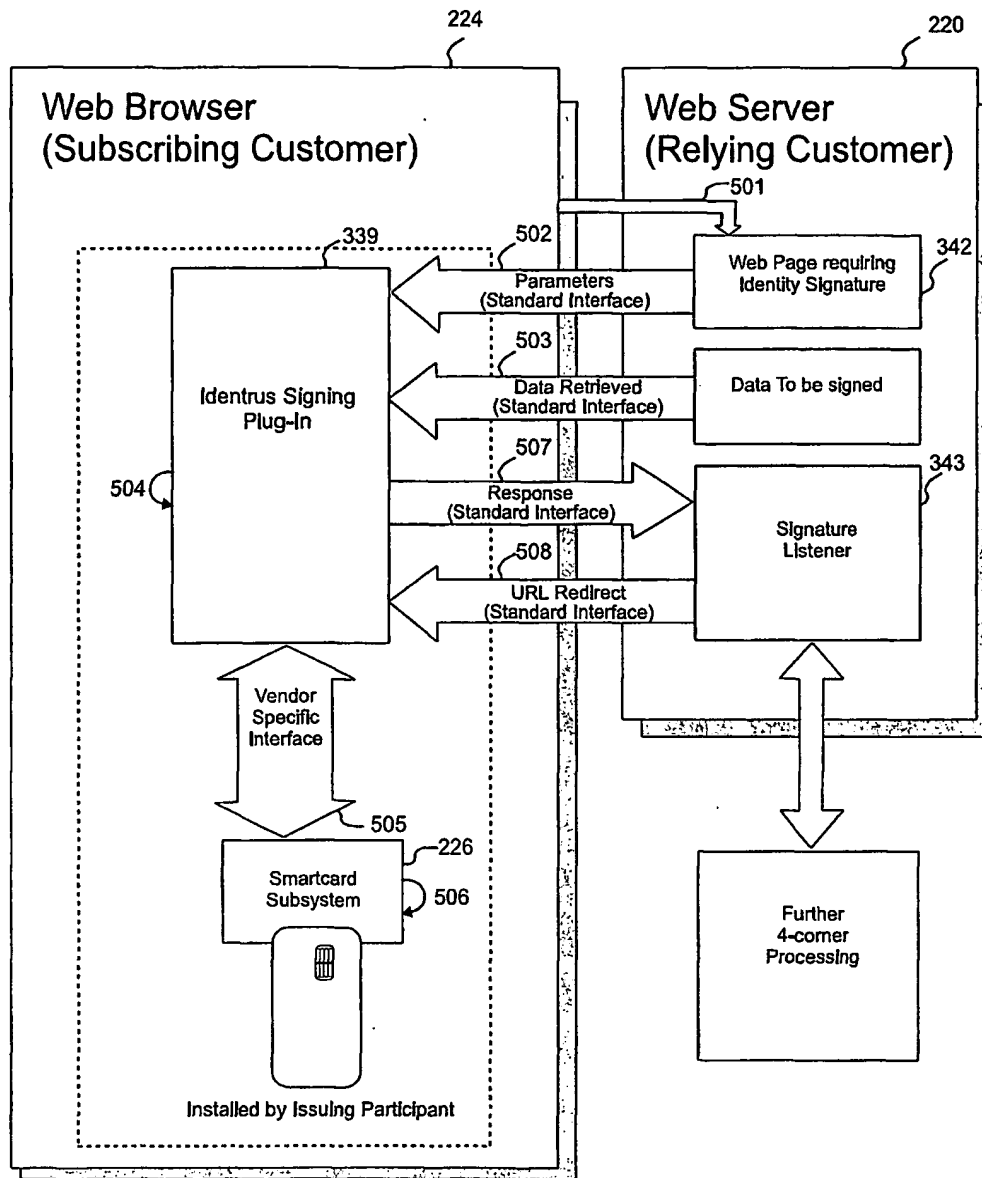 224
220
Web Browser
(Subscribing Customer)
Web Server
(Relying Customer)
501
339
502
342
Parameters
(Standard Interface)
Web Page requiring
Identity Signature
503
Data Retrieved
(Standard Interface)
Data To be signed
Identrus Signing
Plug-In
507
343
504
Response
(Standard Interface)
Signature
Listener
508
URL Redirect
(Standard Interface)
Vendor
Specific
Interface
505
226
Smartcard
Subsystem
506
Further
4-corner
Processing
Installed by Issuing Participant